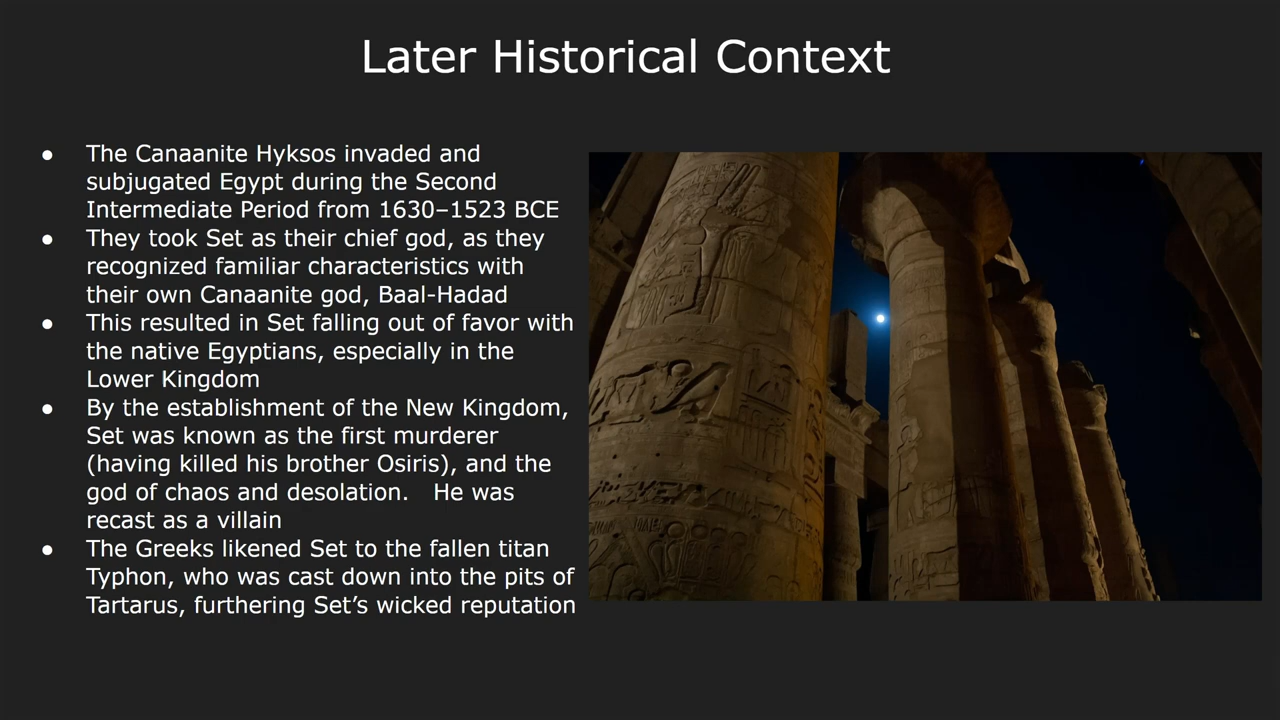 Later Historical Context
● The Canaanite Hyksos invaded and
subjugated Egypt during the Second
Intermediate Period from 1630–1523 BCE
● They took Set as their chief god, as they
recognized familiar characteristics with
their own Canaanite god, Baal-Hadad
● This resulted in Set falling out of favor with
the native Egyptians, especially in the
Lower Kingdom
● By the establishment of the New Kingdom,
Set was known as the first murderer
(having killed his brother Osiris), and the
god of chaos and desolation.   He was
recast as a villain
● The Greeks likened Set to the fallen titan
Typhon, who was cast down into the pits of
Tartarus, furthering Set’s wicked reputation